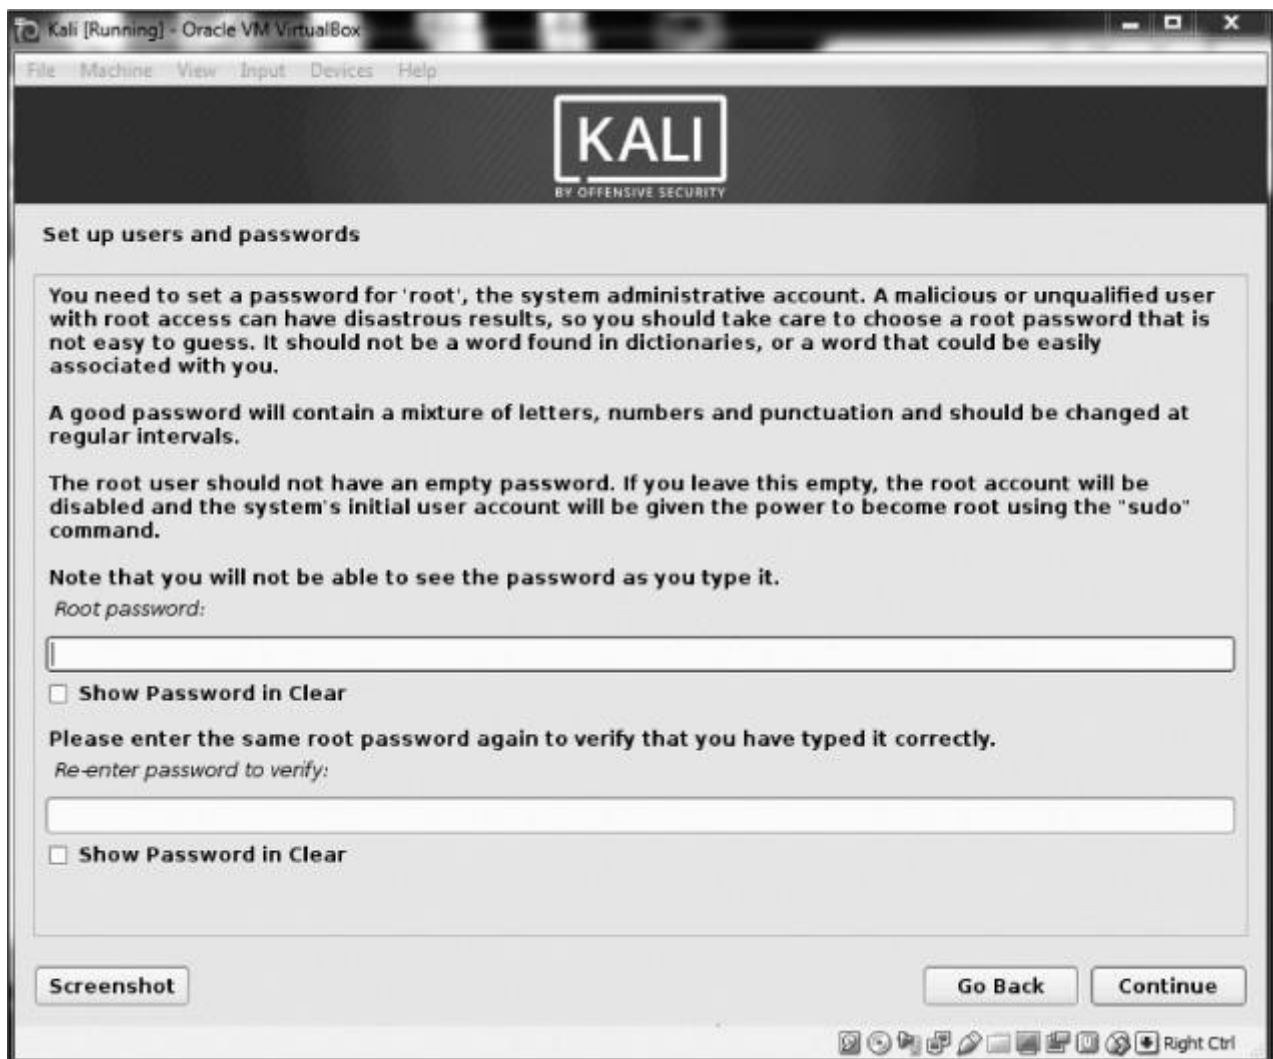 Kali [Running] - Oracle VM VirtualBox
File Machine View Input Devices Help
KALI
BY OFFENSIVE SECURITY
Set up users and passwords
You need to set a password for 'root', the system administrative account. A malicious or unqualified user
with root access can have disastrous results, so you should take care to choose a root password that is
not easy to guess. It should not be a word found in dictionaries, or a word that could be easily
associated with you.
A good password will contain a mixture of letters, numbers and punctuation and should be changed at
regular intervals.
The root user should not have an empty password. If you leave this empty, the root account will be
disabled and the system's initial user account will be given the power to become root using the "sudo"
command.
Note that you will not be able to see the password as you type it.
Root password:
Show Password in Clear
Please enter the same root password again to verify that you have typed it correctly.
Re-enter password to verify:
Show Password in Clear
Screenshot Go Back Continue
Right Ctrl